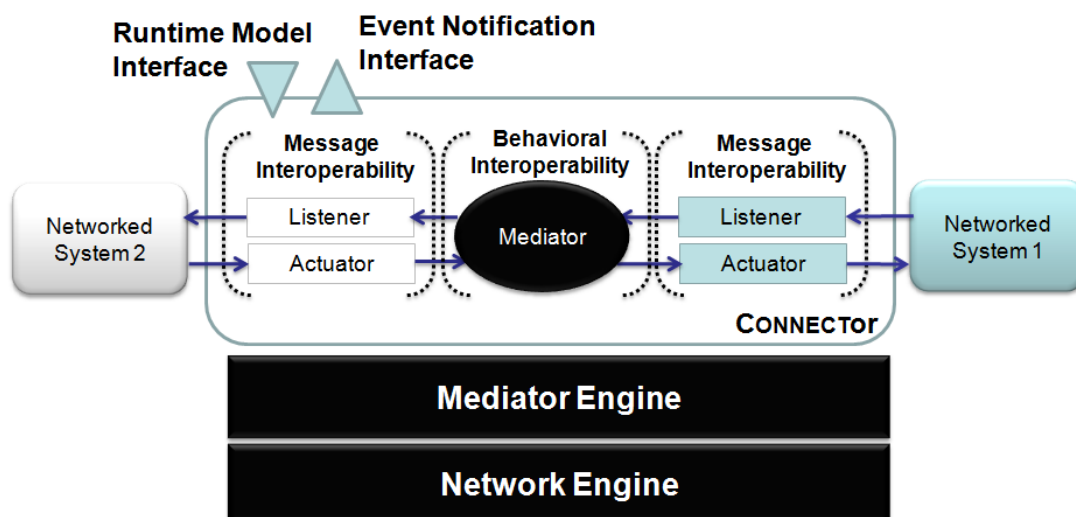 Runtime Model
Interface
Event Notification
Interface
Message
Interoperability
Behavioral
Interoperability
Message
Interoperability
Networked
System 2
Listener
Actuator
Mediator
Listener
Actuator
Networked
System 1
CONNECTor
Mediator Engine
Network Engine